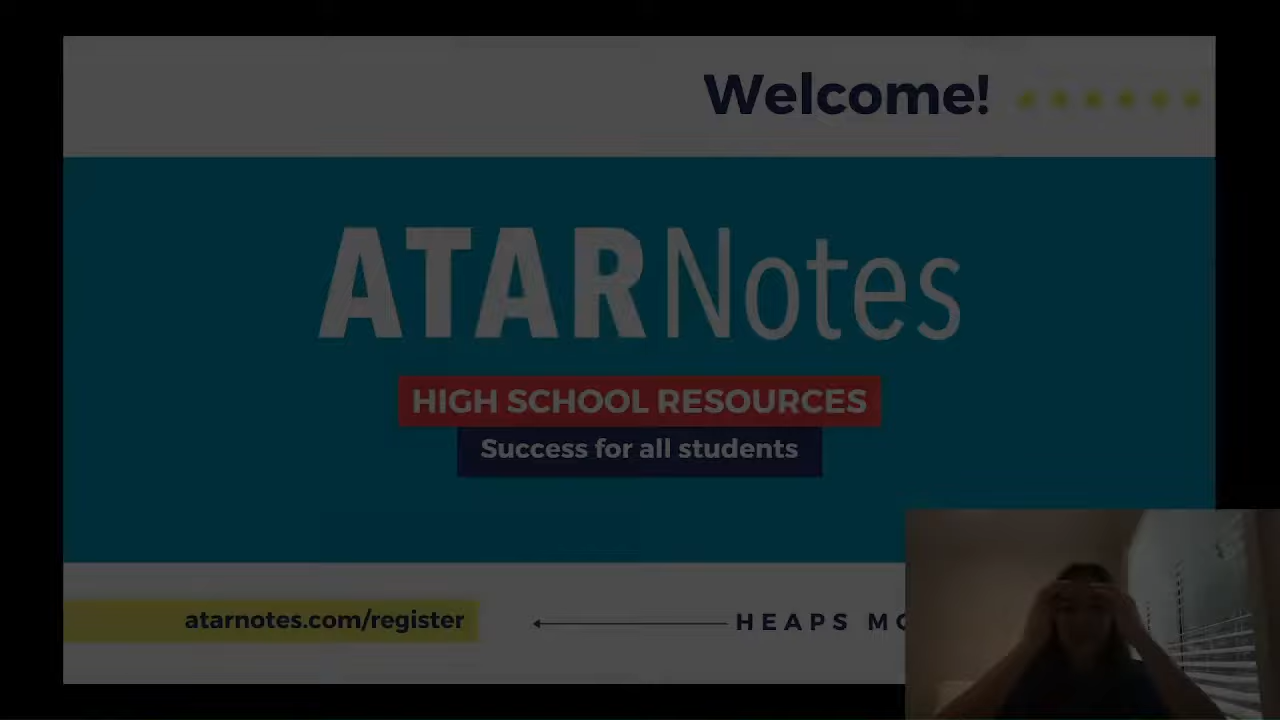 Welcome!
ATARNotes
HIGH SCHOOL RESOURCES
Success for all students
atarnotes.com/register
HEAPS